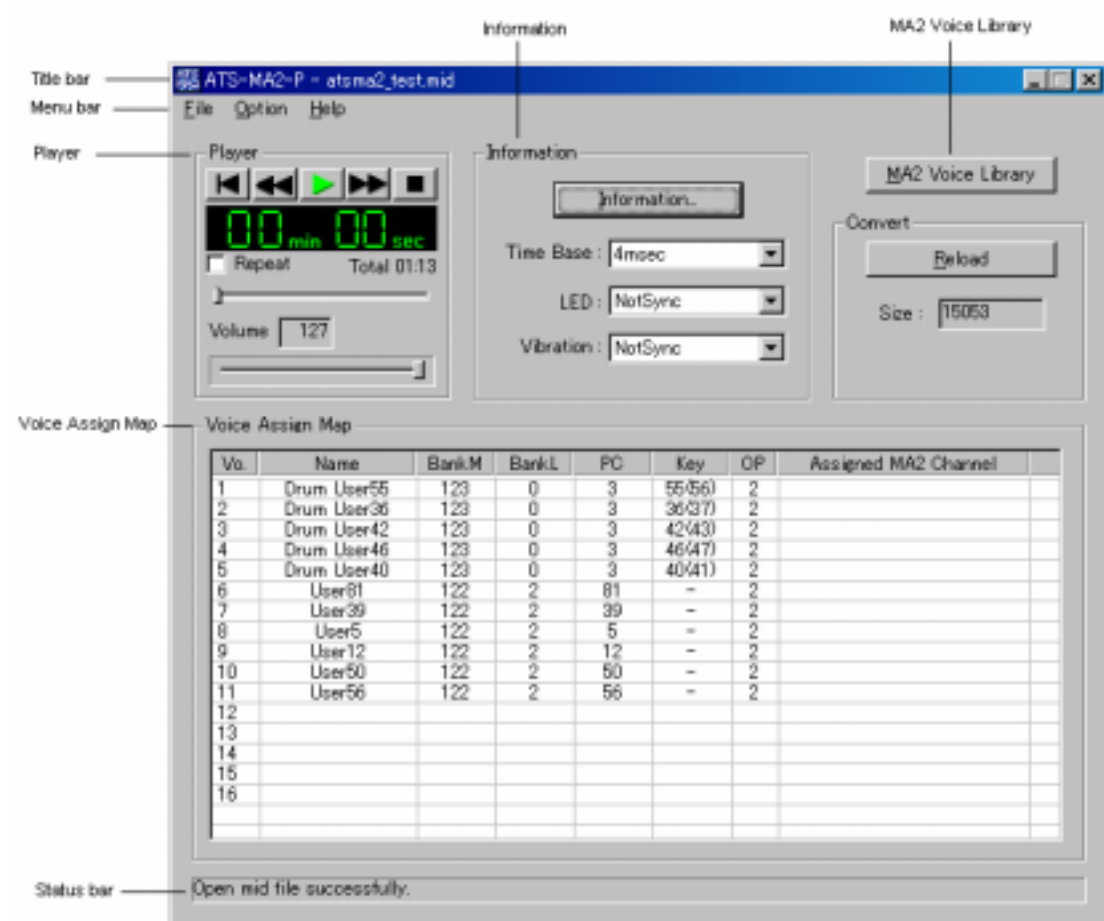 Information
MA2 Voice Library
Title bar
ATS-MA2-P - atsma2_test.mid
Menu bar
File Option Help
Player
Player
00 min 00 sec
Repeat Total 01:13
Volume 127
Information
Information...
Time Base : 4msec
LED : NotSync
Vibration : NotSync
MA2 Voice Library
Convert
Reload
Size : 15053
Voice Assign Map
Voice Assign Map
Vo. Name Bank.M Bank.L PC Key OP Assigned MA2 Channel
1 Drum User55 123 0 3 55(56) 2
2 Drum User36 123 0 3 36(37) 2
3 Drum User42 123 0 3 42(43) 2
4 Drum User46 123 0 3 46(47) 2
5 Drum User40 123 0 3 40(41) 2
6 User81 122 2 81 - 2
7 User39 122 2 39 - 2
8 User5 122 2 5 - 2
9 User12 122 2 12 - 2
10 User50 122 2 50 - 2
11 User56 122 2 56 - 2
12
13
14
15
16
Status bar
Open mid file successfully.